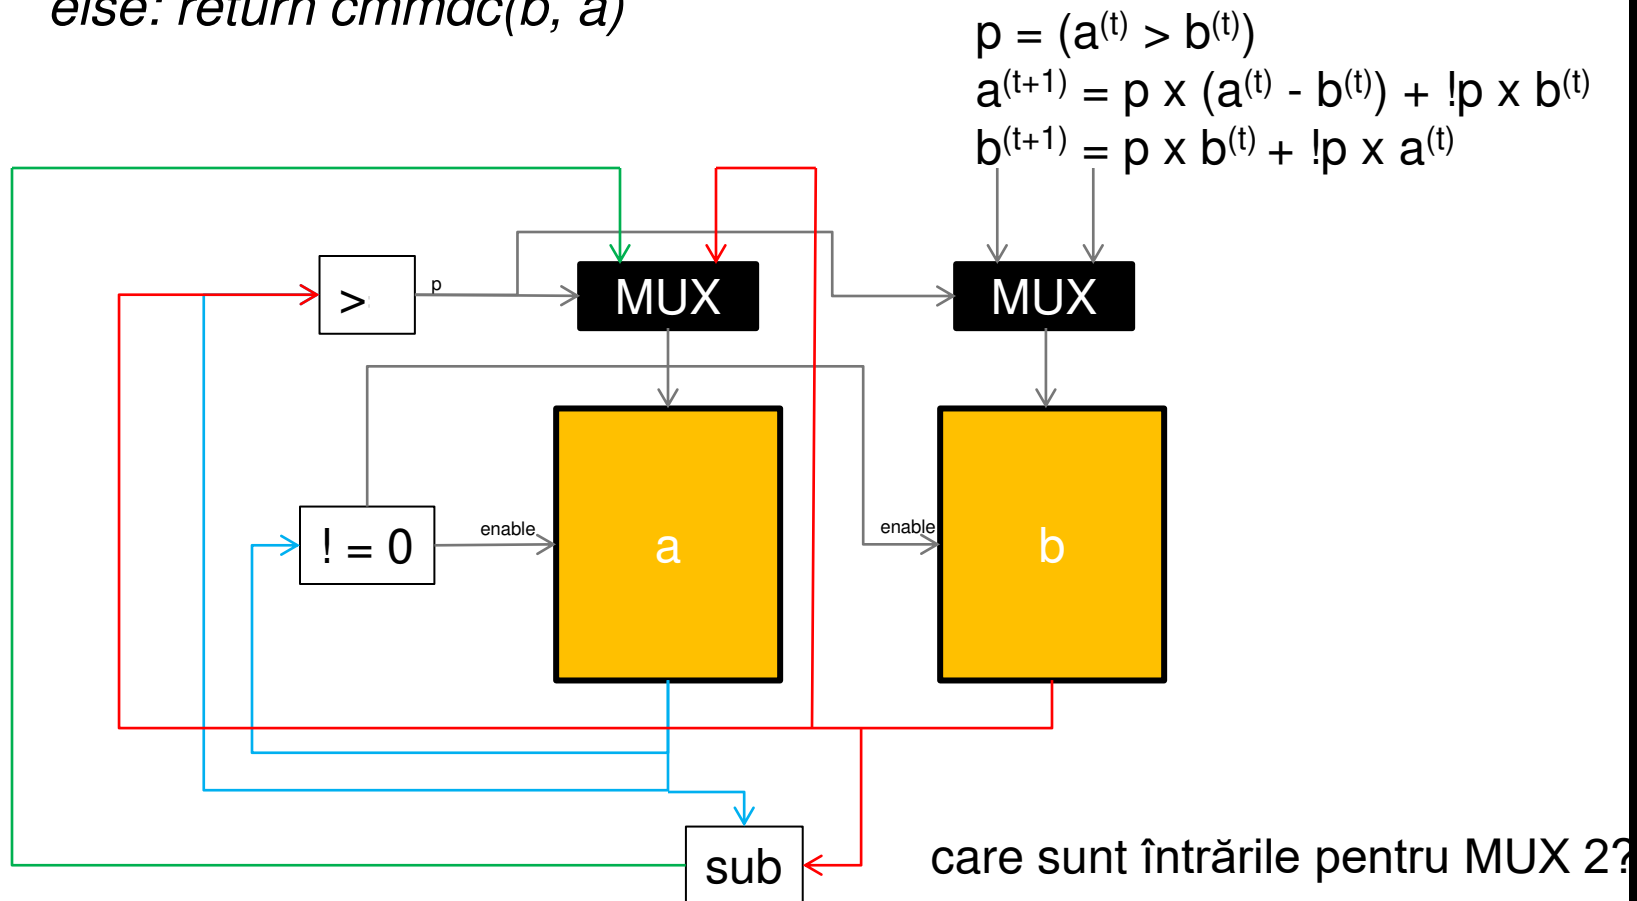 else: return cmmdc(b, a)
p = (a(t) > b(t))
a(t+1) = p x (a(t) - b(t)) + !p x b(t)
b(t+1) = p x b(t) + !p x a(t)
>
p
MUX
MUX
! = 0
enable
a
enable
b
sub
care sunt întrările pentru MUX 2?